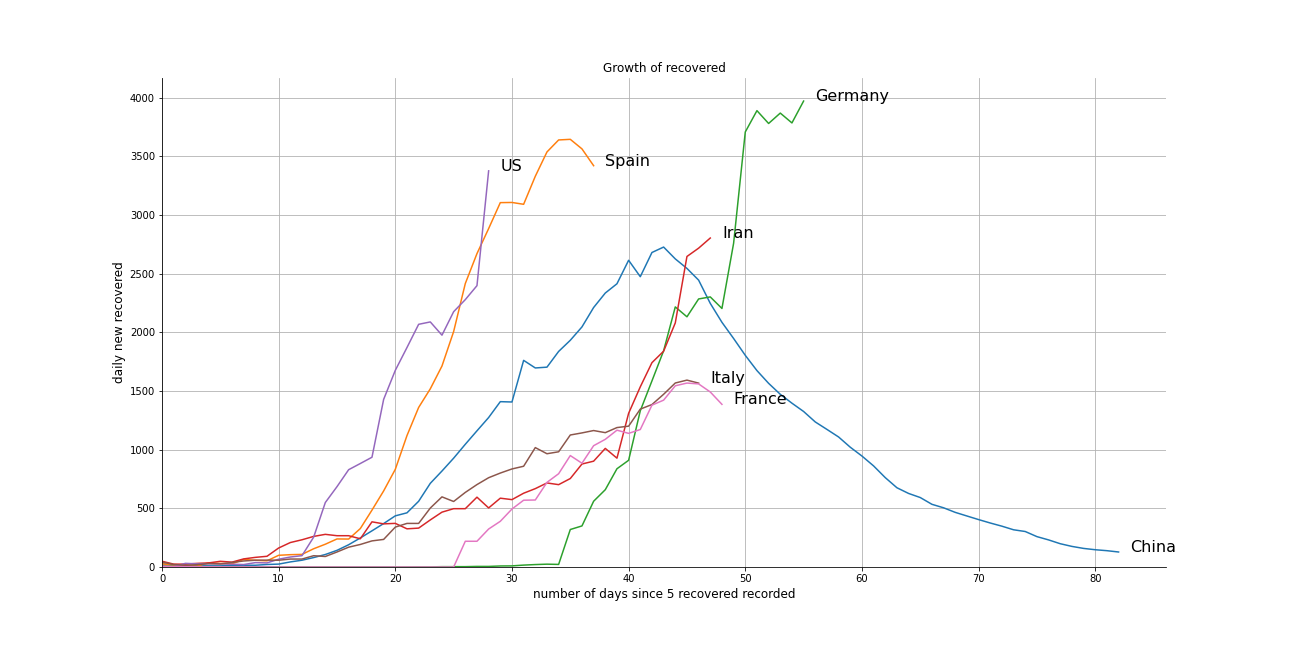 Growth of recovered
daily new recovered
4000
3500
3000
2500
2000
1500
1000
500
0
Germany
US
Spain
Iran
Italy
France
China
0 10 20 30 40 50 60 70 80
number of days since 5 recovered recorded